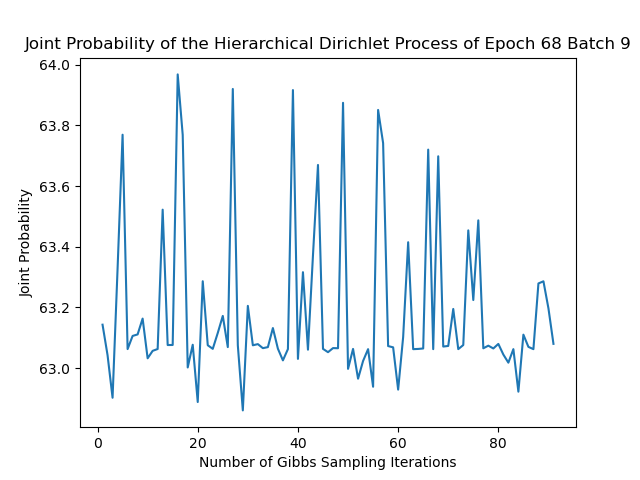 Joint Probability of the Hierarchical Dirichlet Process of Epoch 68 Batch 9
64.0
63.8
63.6
63.4
63.2
63.0
Joint Probability
0 20 40 60 80
Number of Gibbs Sampling Iterations